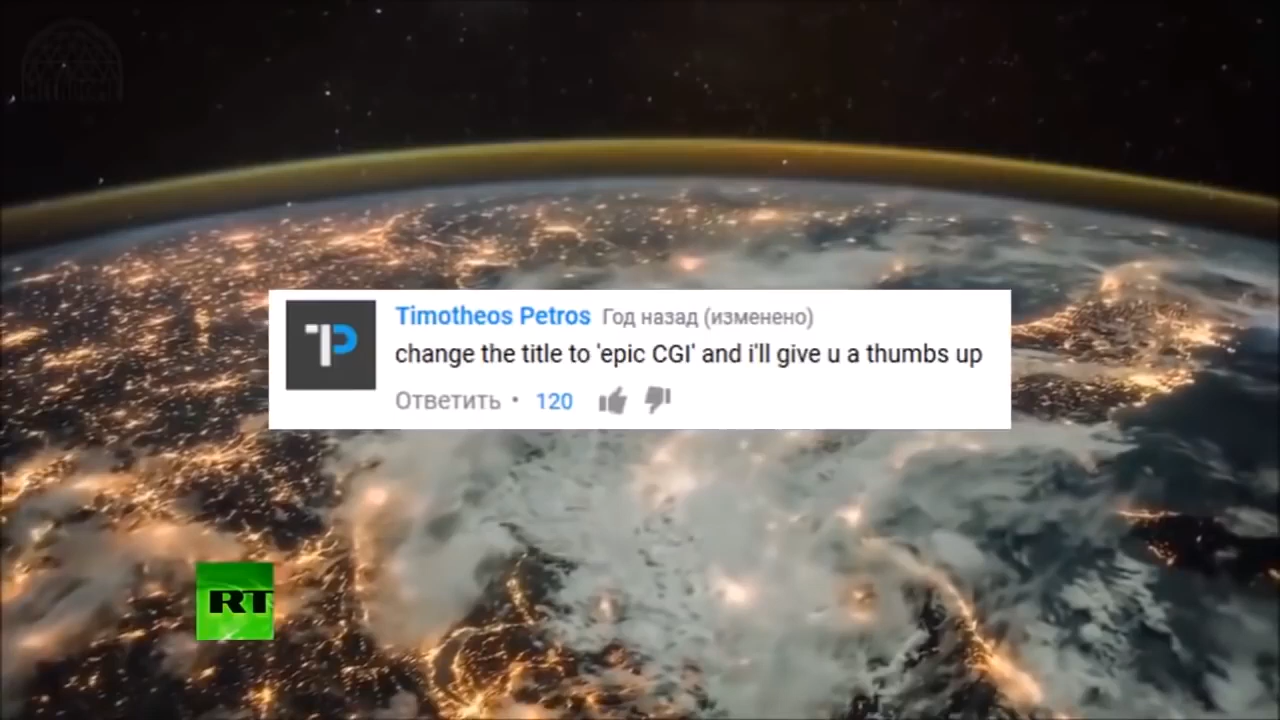 Timotheos Petros Год назад (изменено)
change the title to 'epic CGI' and i'll give u a thumbs up
Ответить • 120
RT